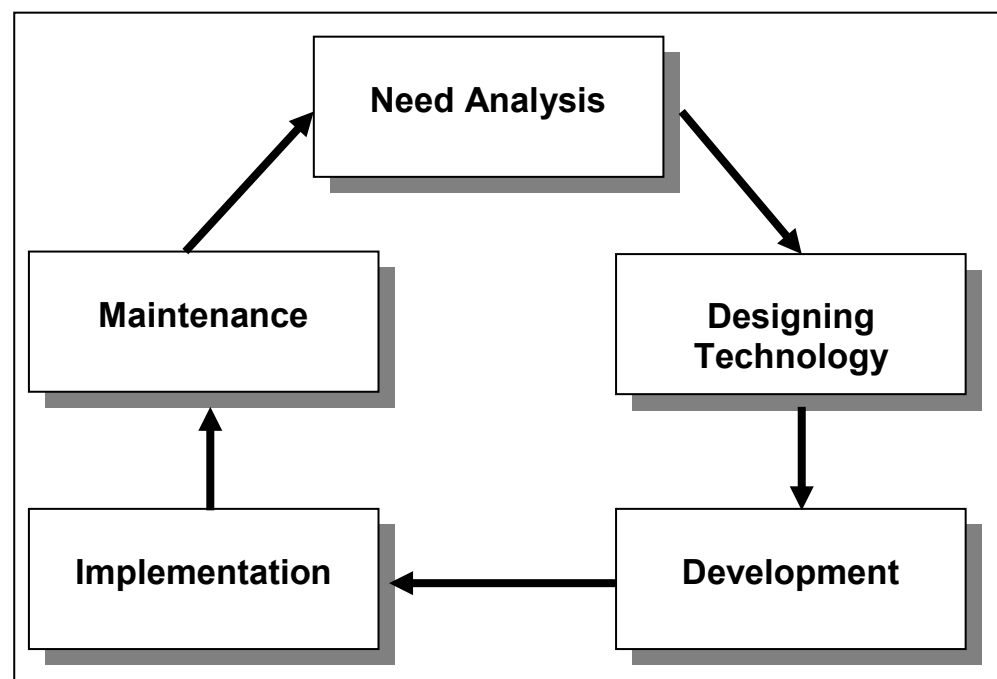 Need Analysis
Maintenance
Designing
Technology
Implementation
Development